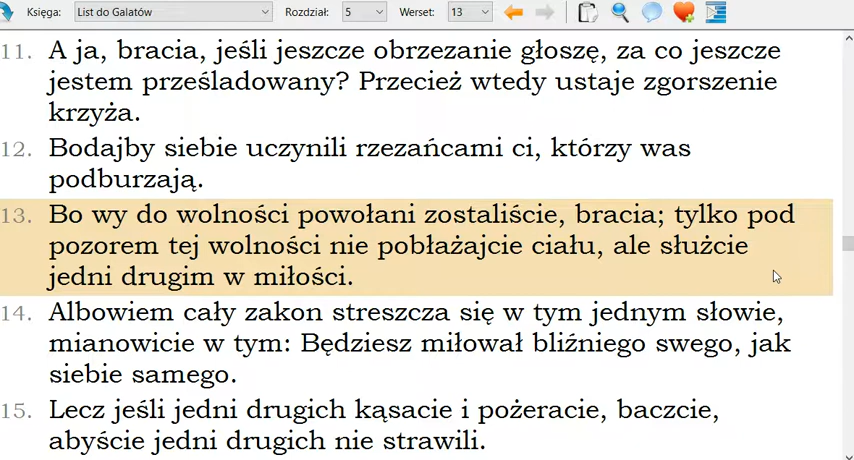 Księga: List do Galatów Rozdział: 5 Werset: 13
11. A ja, bracia, jeśli jeszcze obrzezanie głoszę, za co jeszcze
jestem prześladowany? Przecież wtedy ustaje zgorszenie
krzyża.
12. Bodajby siebie uczynili rzezańcami ci, którzy was
podburzają.
13. Bo wy do wolności powołani zostaliście, bracia; tylko pod
pozorem tej wolności nie pobłażajcie ciału, ale służcie
jedni drugim w miłości.
14. Albowiem cały zakon streszcza się w tym jednym słowie,
mianowicie w tym: Będziesz miłował bliźniego swego, jak
siebie samego.
15. Lecz jeśli jedni drugich kąsacie i pożeracie, baczcie,
abyście jedni drugich nie strawili.